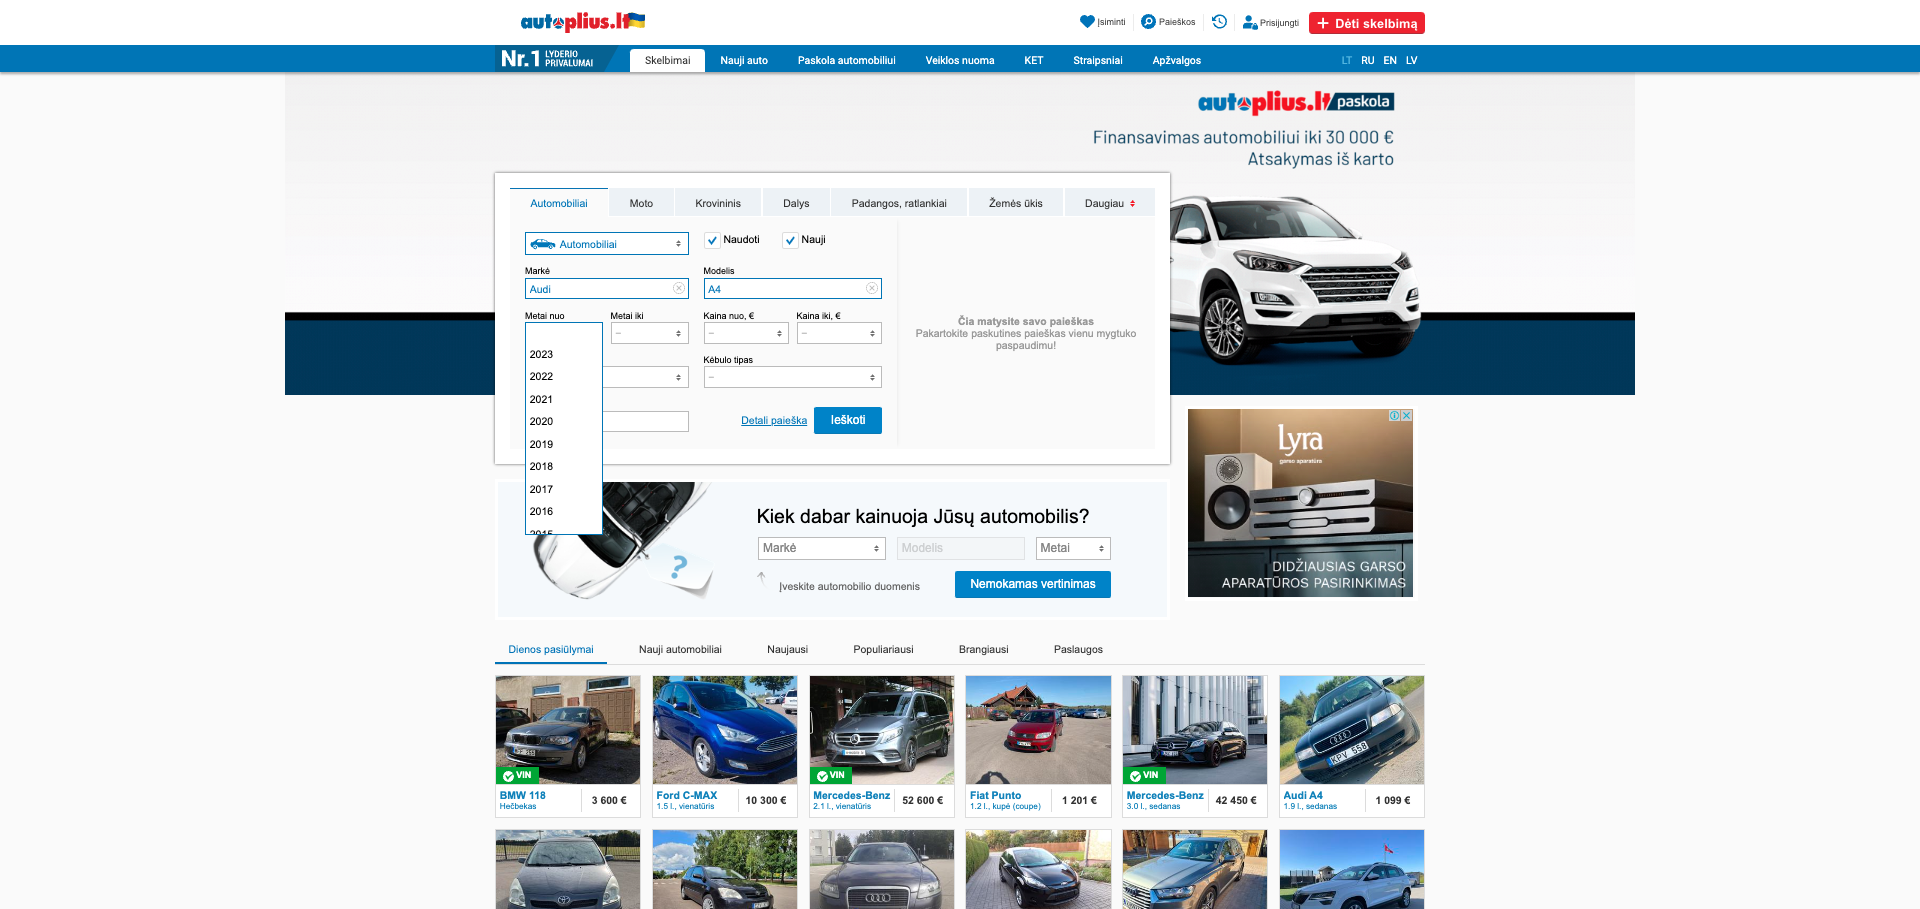 autoplius.lt
Įsiminti
Paieškos
Prisijungti
+ Dėti skelbimą
Nr.1 LYDERIO PRIVALUMAI
Skelbimai
Nauji auto
Paskola automobiliui
Veiklos nuoma
KET
Straipsniai
Apžvalgos
LT RU EN LV
autoplius.lt paskola
Finansavimas automobiliui iki 30 000 €
Atsakymas iš karto
Automobiliai
Moto
Krovininis
Dalys
Padangos, ratlankiai
Žemės ūkis
Daugiau
Automobiliai
Naudoti
Nauji
Markė
Modelis
Audi
A4
Metai nuo
Metai iki
Kaina nuo, €
Kaina iki, €
–
–
–
2023
2022
2021
2020
2019
2018
2017
2016
2015
Kėbulo tipas
–
Detali paieška
Ieškoti
Čia matysite savo paieškas
Pakartokite paskutines paieškas vienu mygtuko
paspaudimu!
lyra
garso aparatūra
DIDŽIAUSIAS GARSO
APARATŪROS PASIRINKIMAS
Kiek dabar kainuoja Jūsų automobilis?
Markė
Modelis
Metai
Įveskite automobilio duomenis
Nemokamas vertinimas
?
Dienos pasiūlymai
Nauji automobiliai
Naujausi
Populiariausi
Brangiausi
Paslaugos
VIN
BMW 118
Hečbekas
3 600 €
Ford C-MAX
1.5 l., vienatūris
10 300 €
VIN
Mercedes-Benz
2.1 l., vienatūris
52 600 €
Fiat Punto
1.2 l., kupė (coupe)
1 201 €
VIN
Mercedes-Benz
3.0 l., sedanas
42 450 €
KPV 558
Audi A4
1.9 l., sedanas
1 099 €